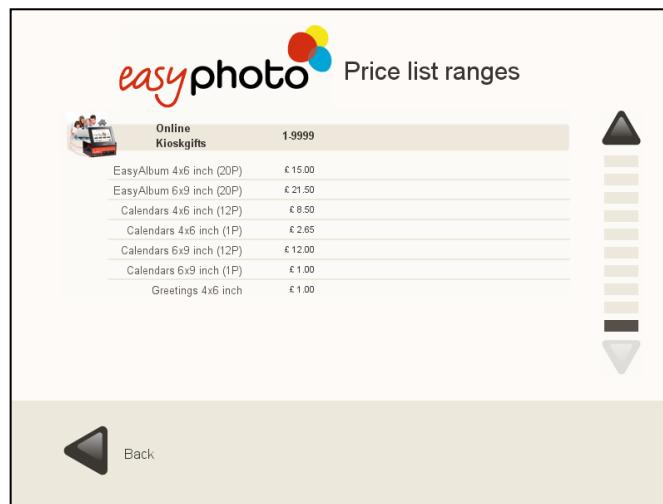 easyphoto
Price list ranges
Online
Kioskgifts
1-9999
EasyAlbum 4x6 inch (20P) £ 15.00
EasyAlbum 6x9 inch (20P) £ 21.50
Calendars 4x6 inch (12P) £ 8.50
Calendars 4x6 inch (1P) £ 2.65
Calendars 6x9 inch (12P) £ 12.00
Calendars 6x9 inch (1P) £ 1.00
Greetings 4x6 inch £ 1.00
Back